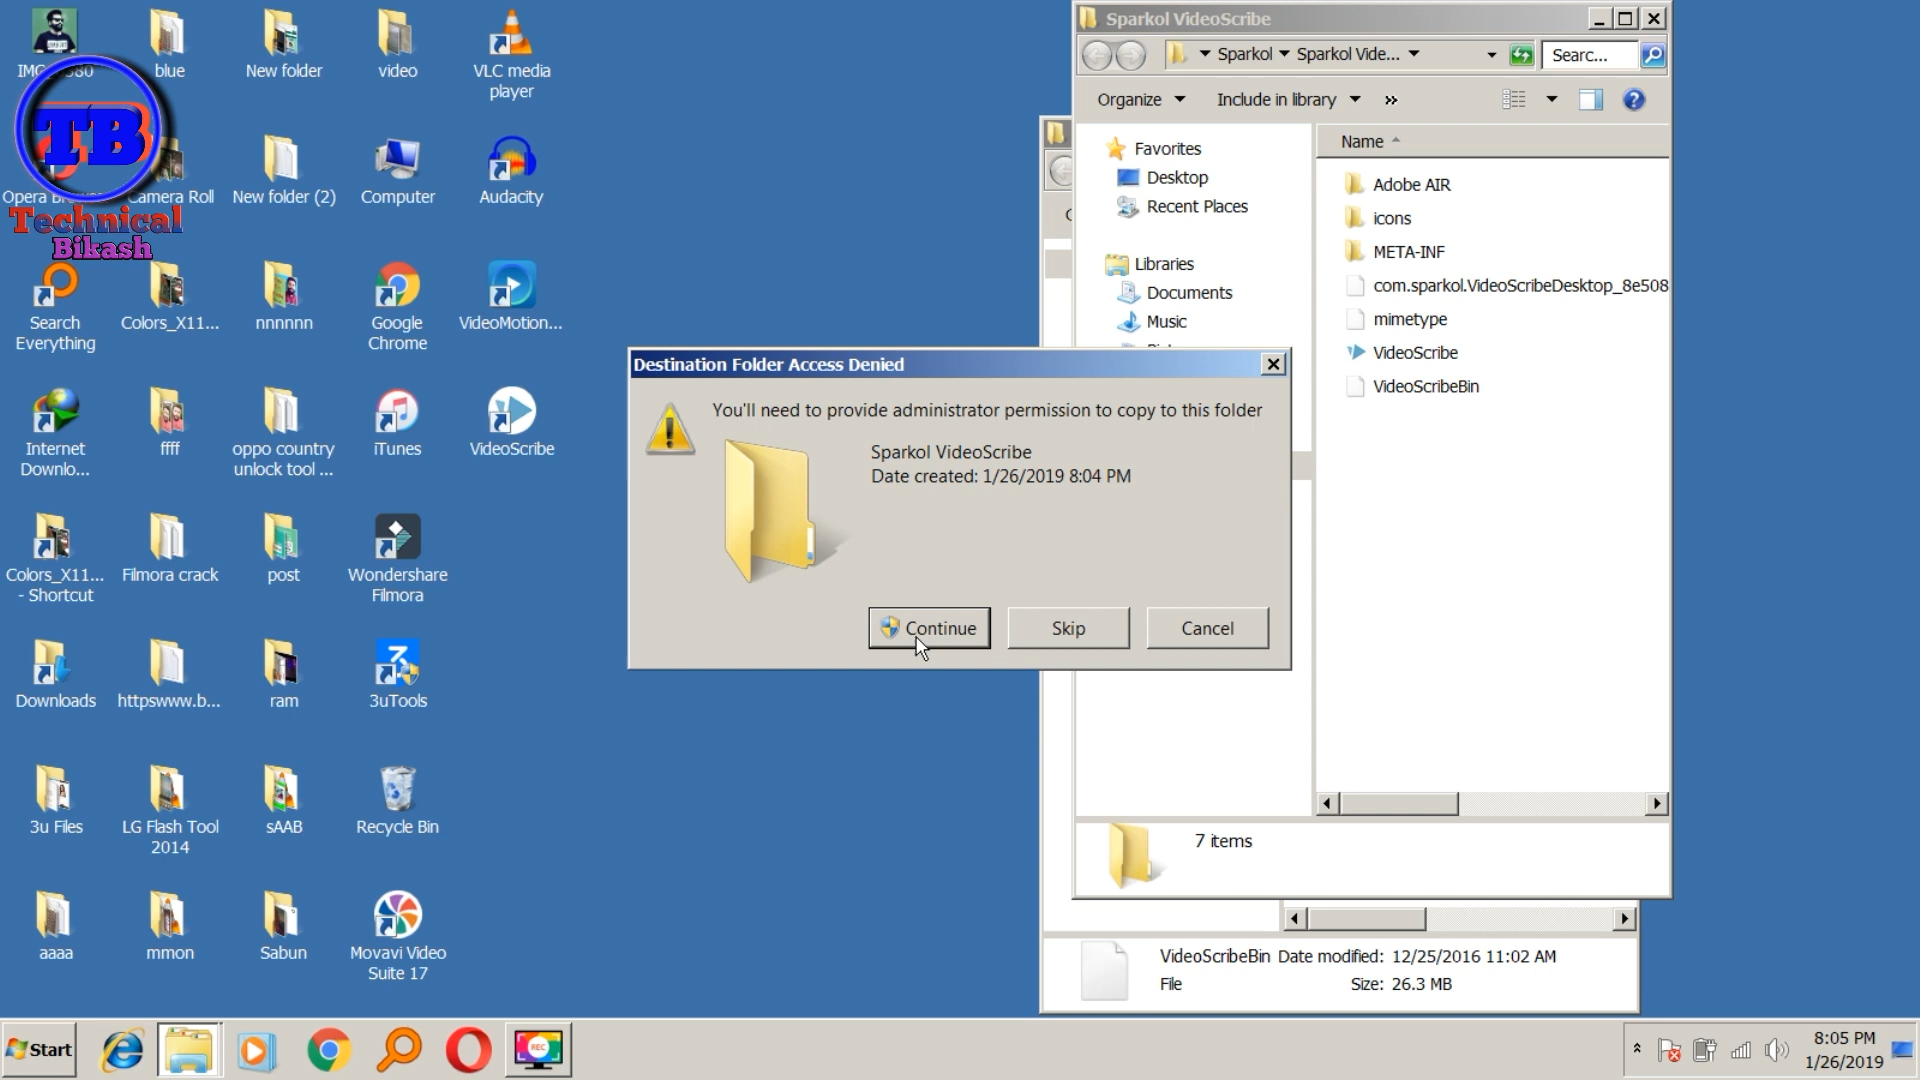 IMG
380
blue
New folder
video
VLC media
player
TB
Opera
Camera Roll
New folder (2)
Computer
Audacity
Technical
Bikash
Search
Everything
Colors_X11...
nnnnnn
Google
Chrome
VideoMotion...
Internet
Downlo...
ffff
oppo country
unlock tool ...
iTunes
VideoScribe
Colors_X11...
- Shortcut
Filmora crack
post
Wondershare
Filmora
Downloads
httpswww.b...
ram
3uTools
3u Files
LG Flash Tool
2014
sAAB
Recycle Bin
aaaa
mmon
Sabun
Movavi Video
Suite 17
Sparkol VideoScribe
Sparkol
Sparkol Vide...
Searc...
Organize
Include in library
»
Name
Favorites
Desktop
Recent Places
Libraries
Documents
Music
Adobe AIR
icons
META-INF
com.sparkol.VideoScribeDesktop_8e508
mimetype
VideoScribe
VideoScribeBin
Destination Folder Access Denied
You'll need to provide administrator permission to copy to this folder
Sparkol VideoScribe
Date created: 1/26/2019 8:04 PM
Continue
Skip
Cancel
7 items
VideoScribeBin Date modified: 12/25/2016 11:02 AM
File
Size: 26.3 MB
Start
REC
8:05 PM
1/26/2019